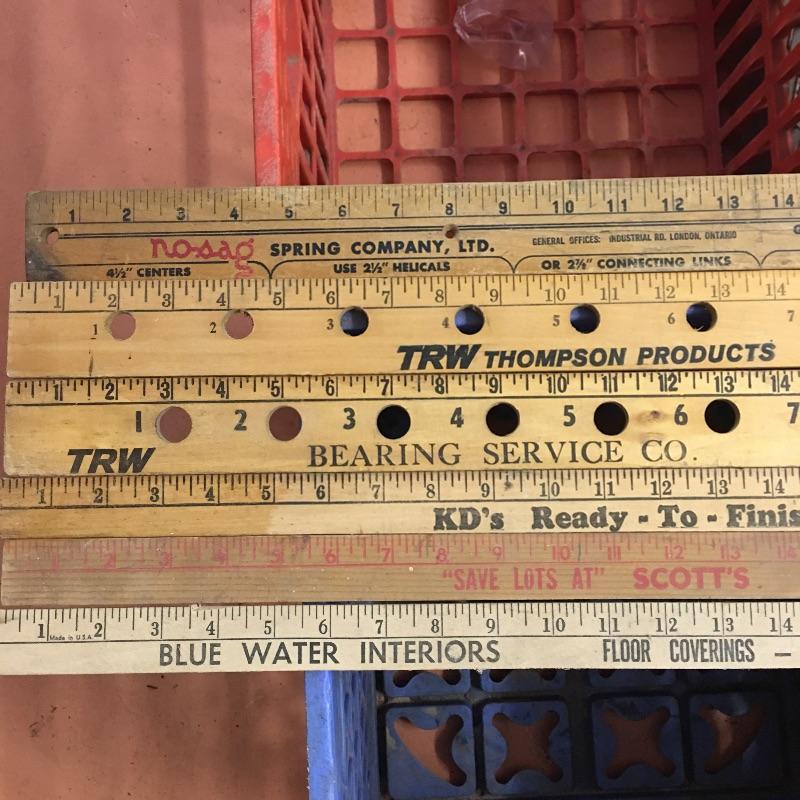 1 2 3 4 5 6 7 8 9 10 11 12 13 14
no-sag SPRING COMPANY, LTD. GENERAL OFFICES: INDUSTRIAL RD. LONDON, ONTARIO
4½" CENTERS USE 2½" HELICALS OR 2⅞" CONNECTING LINKS
1 2 3 4 5 6 7 8 9 10 11 12 13 14
1 2 3 4 5 6 7
TRW THOMPSON PRODUCTS
1 2 3 4 5 6 7 8 9 10 11 12 13 14
1 2 3 4 5 6 7
TRW BEARING SERVICE CO.
1 2 3 4 5 6 7 8 9 10 11 12 13 14
KD's Ready - To - Finis
1 2 3 4 5 6 7 8 9 10 11 12 13 14
"SAVE LOTS AT" SCOTT'S
1 2 3 4 5 6 7 8 9 10 11 12 13 14
Made in U.S.A.
BLUE WATER INTERIORS FLOOR COVERINGS –